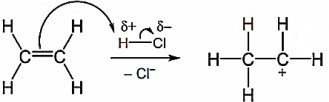 H H δ+ δ– H H
C=C H—Cl H—C—C—H
H H – Cl⁻ H +